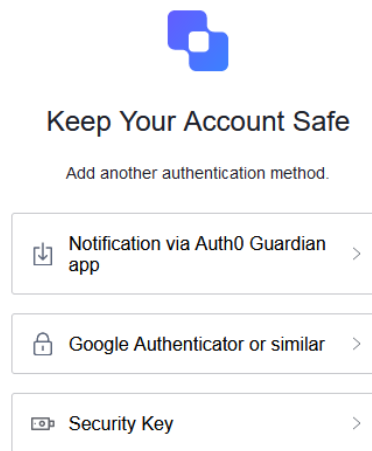 Keep Your Account Safe
Add another authentication method.
Notification via Auth0 Guardian
app
Google Authenticator or similar
Security Key